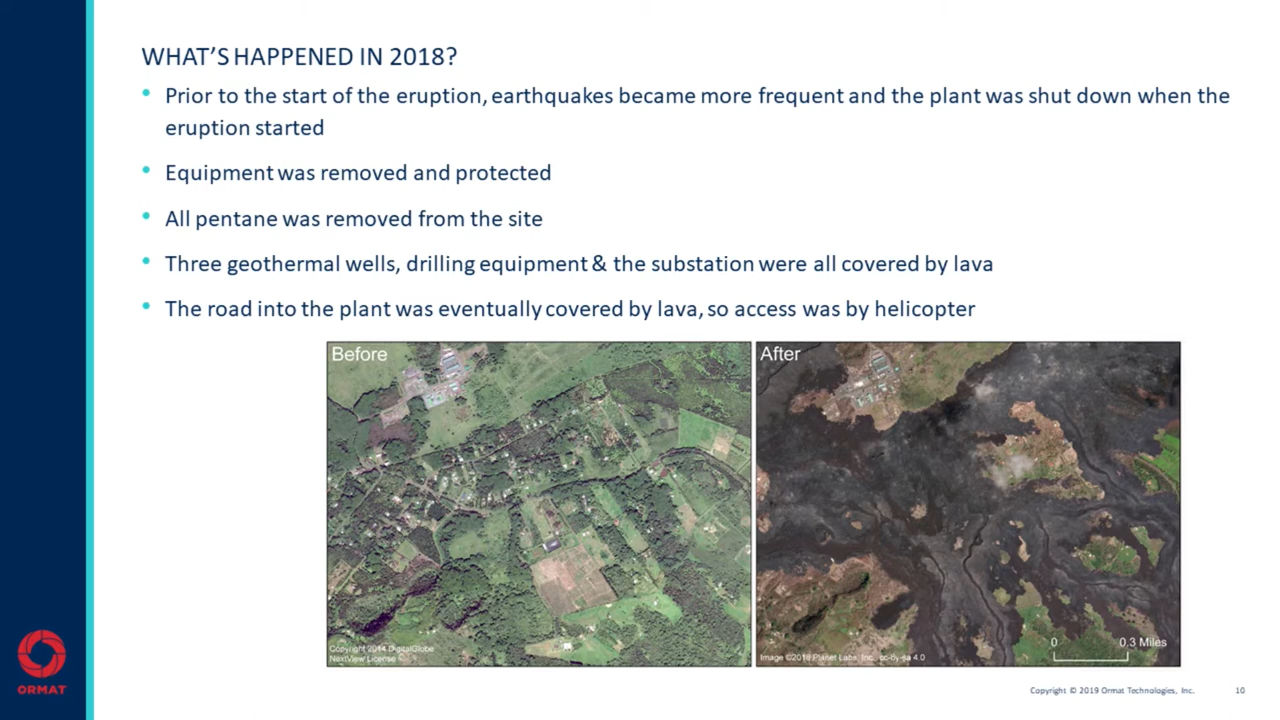 WHAT'S HAPPENED IN 2018?
• Prior to the start of the eruption, earthquakes became more frequent and the plant was shut down when the
eruption started
• Equipment was removed and protected
• All pentane was removed from the site
• Three geothermal wells, drilling equipment & the substation were all covered by lava
• The road into the plant was eventually covered by lava, so access was by helicopter
Before
After
Copyright 2014 DigitalGlobe
NextView License
Image ©2018 Planet Labs, Inc. cc-by-sa 4.0
0 0.3 Miles
ORMAT
Copyright © 2019 Ormat Technologies, Inc. 10